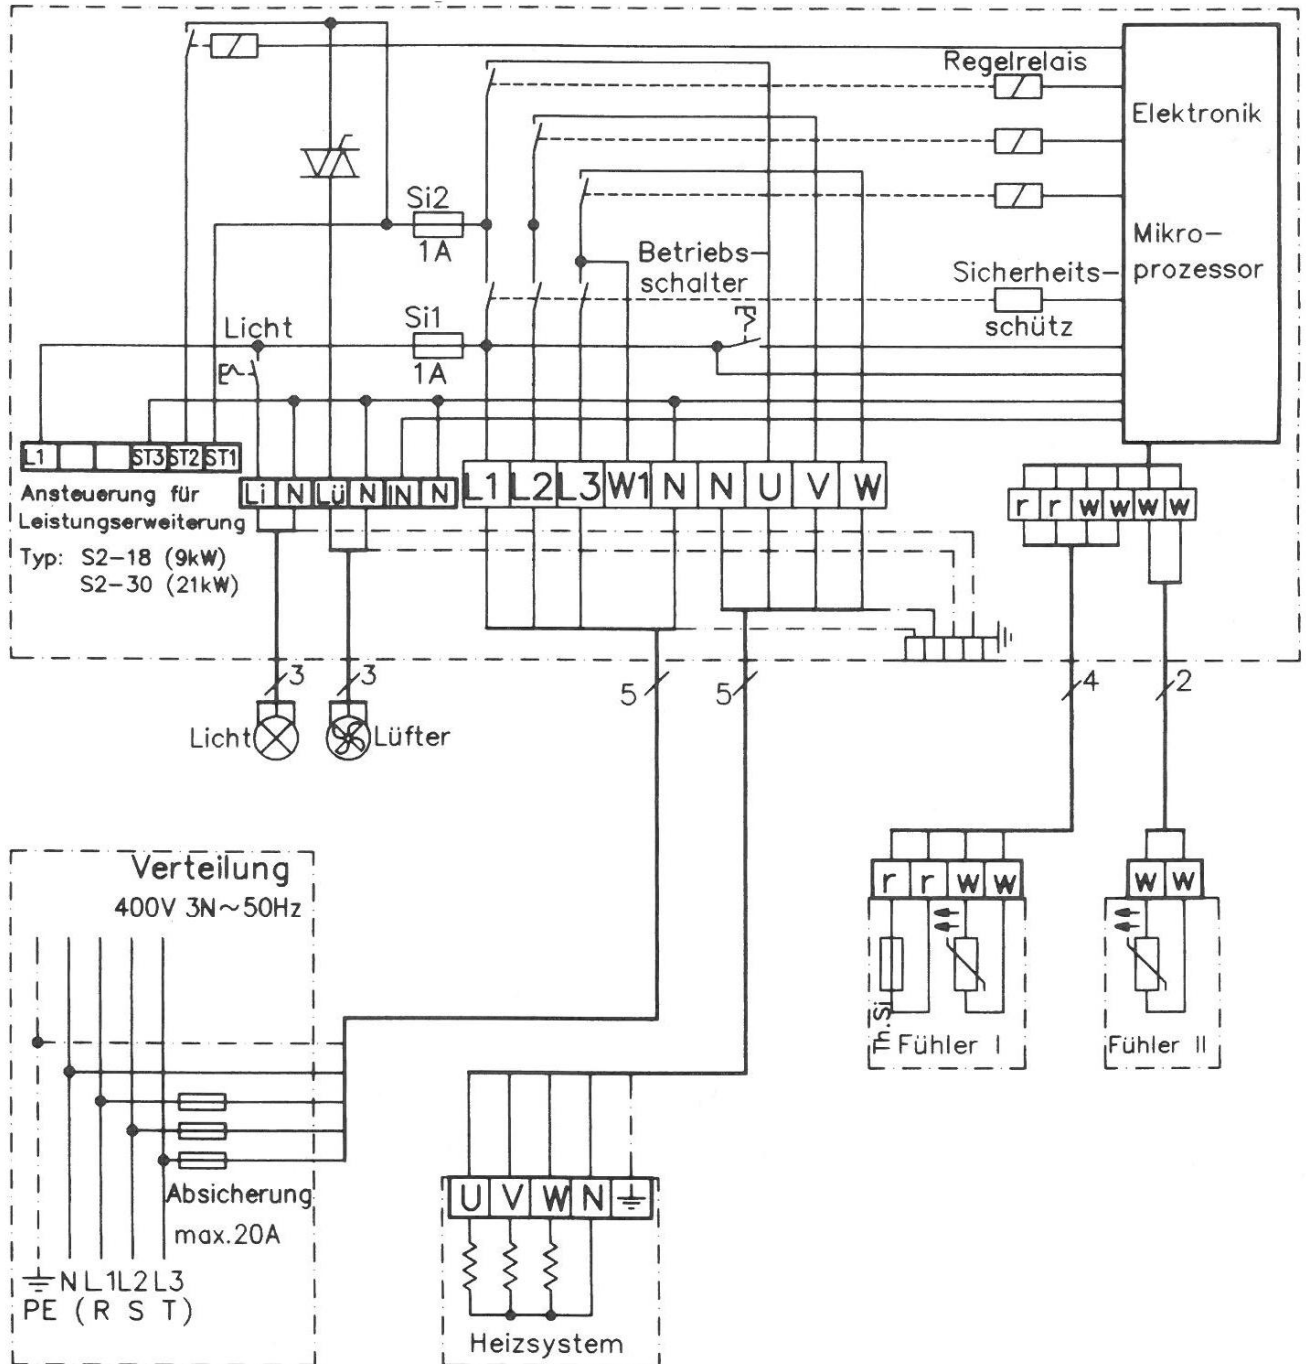 Regelrelais
Elektronik
Mikro-
prozessor
Si2
1A
Betriebs-
schalter
Sicherheits-
schütz
Licht
Si1
1A
L1 ST3 ST2 ST1
Li N Lü N IN N
L1 L2 L3 W1 N N U V W
r r w w w w
Ansteuerung für
Leistungserweiterung
Typ: S2-18 (9kW)
S2-30 (21kW)
3 3 5 5 4 2
Licht Lüfter
Verteilung
400V 3N~50Hz
Absicherung
max.20A
N L1 L2 L3
PE (R S T)
r r w w
Th.Si
Fühler I
w w
Fühler II
U V W N
Heizsystem